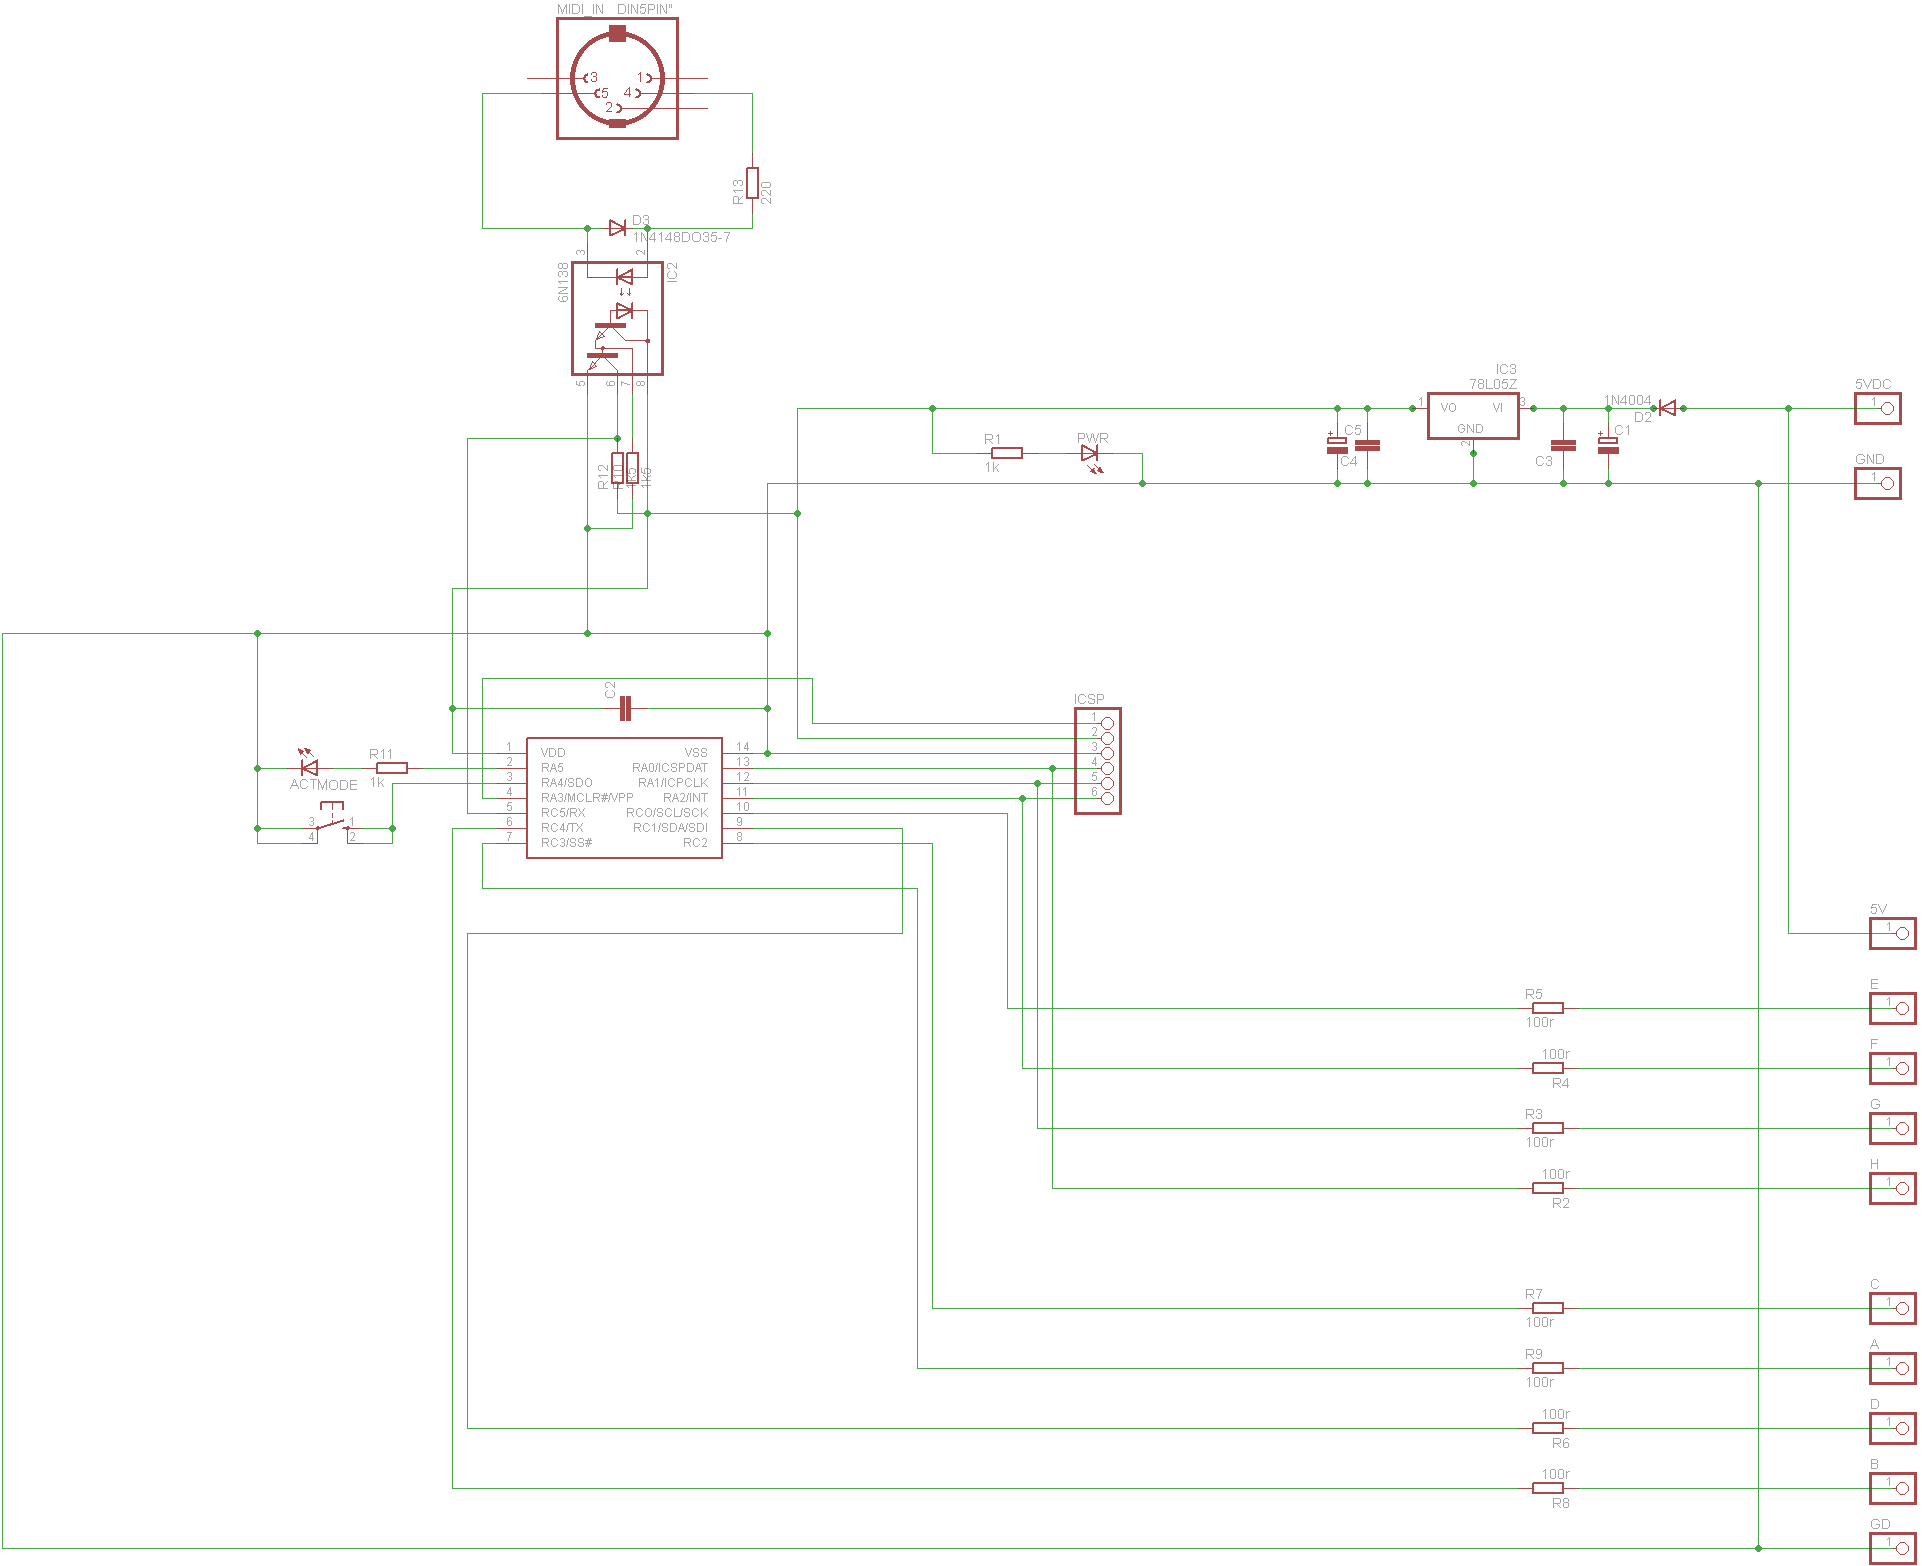 MIDI_IN DIN5PIN"
3 1
5 4
2
R13
220
D3
1N4148DO35-7
3 2
6N138
IC2
5 6 7 8
R12
R10
1k5
1k5
R1
1k
PWR
IC3
78L05Z
1 VO VI 3
GND
2
C5
C4
C3
C1
+
+
1N4004
D2
5VDC
1
GND
1
C2
ICSP
1
2
3
4
5
6
ACTMODE
R11
1k
3 1
4 2
1 VDD VSS 14
2 RA5 RA0/ICSPDAT 13
3 RA4/SDO RA1/ICPCLK 12
4 RA3/MCLR#/VPP RA2/INT 11
5 RC5/RX RC0/SCL/SCK 10
6 RC4/TX RC1/SDA/SDI 9
7 RC3/SS# RC2 8
5V
1
R5
100r
E
1
100r
R4
F
1
R3
100r
G
1
100r
R2
H
1
R7
100r
C
1
R9
100r
A
1
100r
R6
D
1
100r
R8
B
1
GD
1